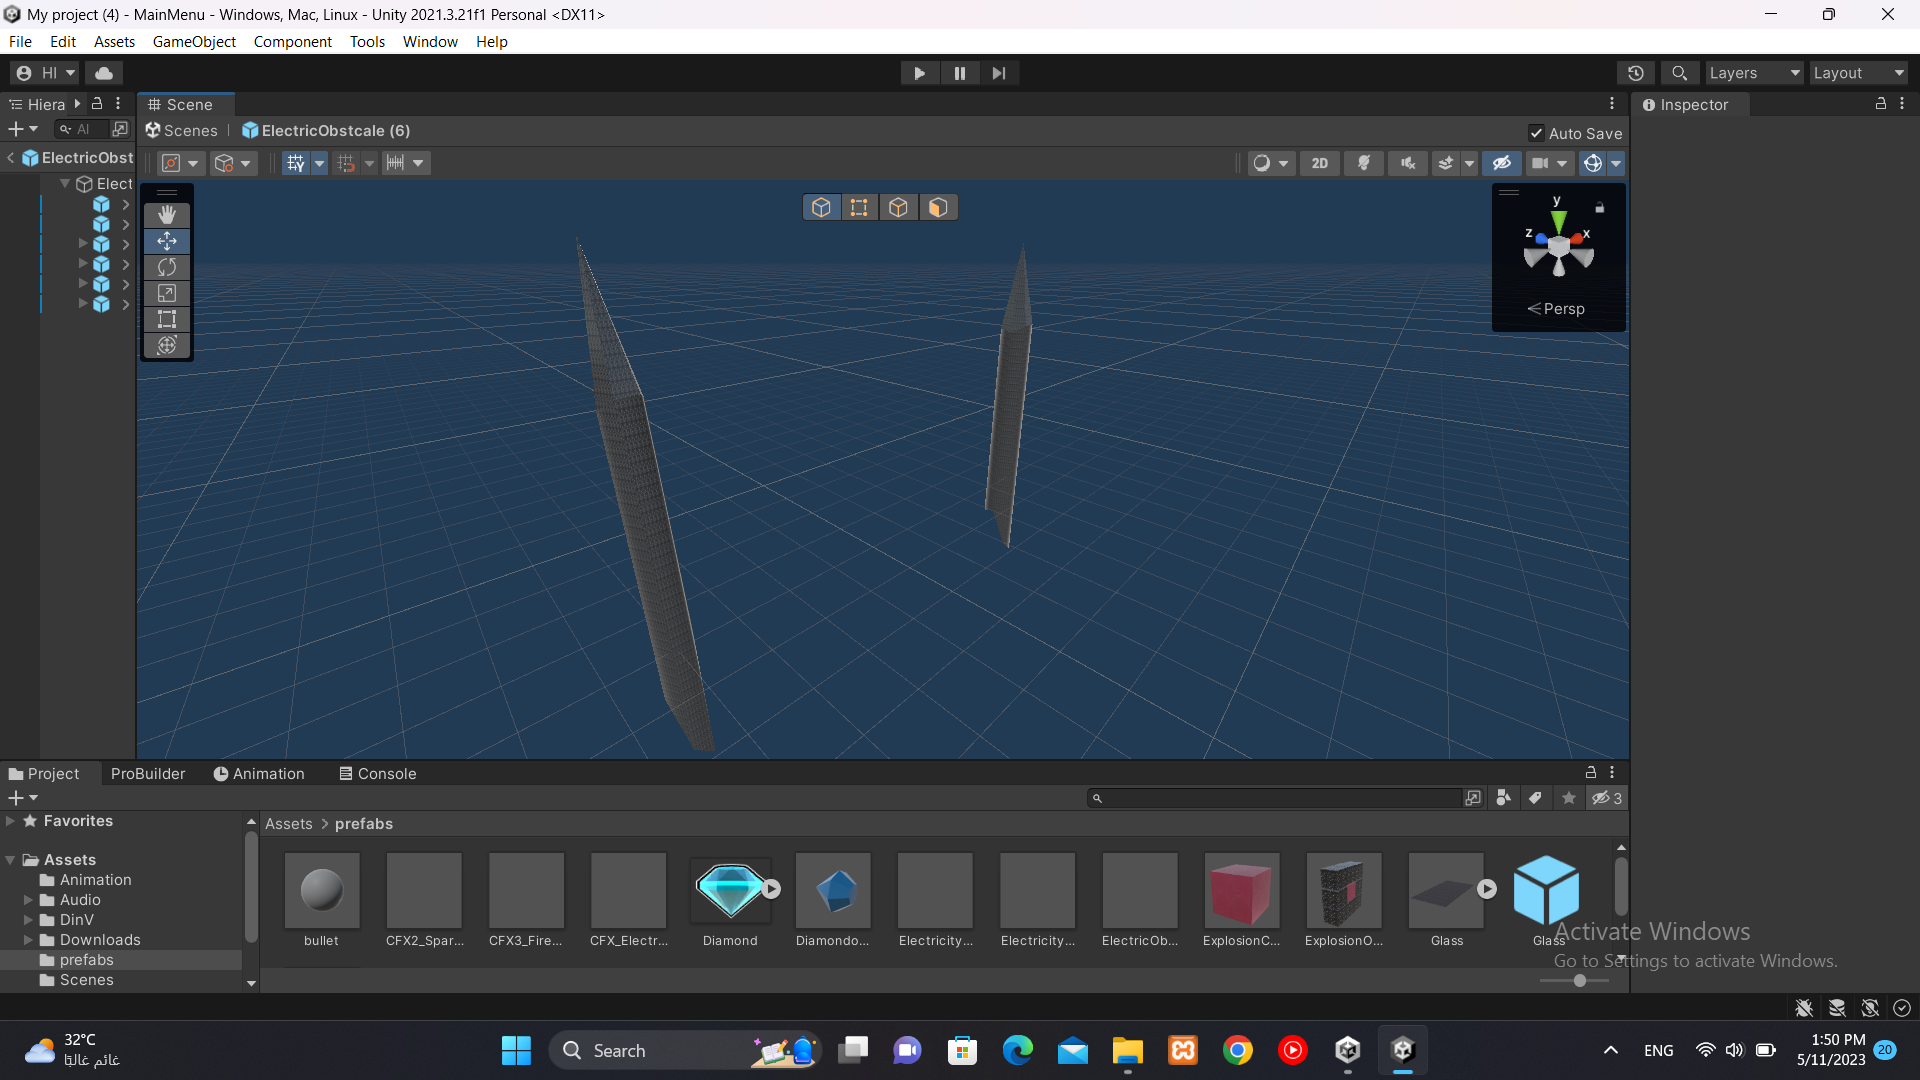 My project (4) - MainMenu - Windows, Mac, Linux - Unity 2021.3.21f1 Personal <DX11>
File Edit Assets GameObject Component Tools Window Help
HI Layers Layout
Hiera Scene Inspector
Al Scenes ElectricObstcale (6) Auto Save
ElectricObst 2D
Elect
y
z x
Persp
Project ProBuilder Animation Console
3
Favorites Assets > prefabs
Assets
Animation
Audio
DinV
Downloads
prefabs
Scenes
bullet CFX2_Spar... CFX3_Fire... CFX_Electr... Diamond Diamondo... Electricity... Electricity... ElectricOb... ExplosionC... ExplosionO... Glass Glass
Activate Windows
Go to Settings to activate Windows.
32°C
غائم غالبًا
Search
ENG
1:50 PM
5/11/2023
20